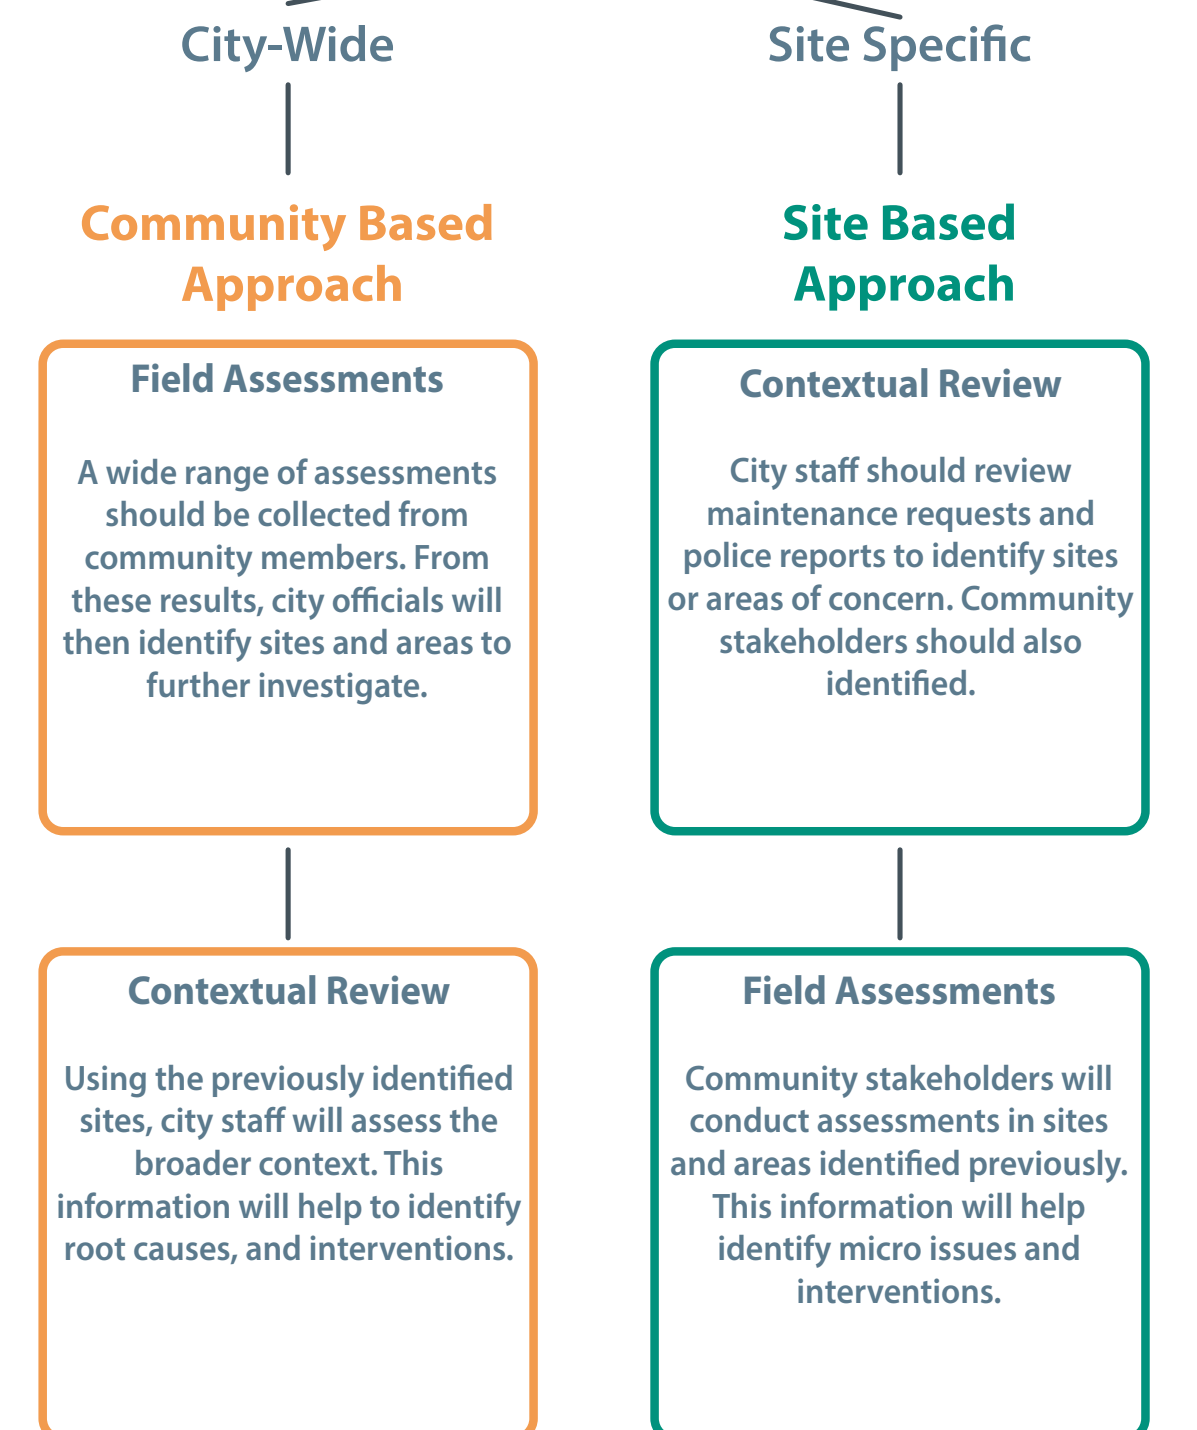 City-Wide
Site Specific
Community Based
Approach
Site Based
Approach
Field Assessments
A wide range of assessments
should be collected from
community members. From
these results, city officials will
then identify sites and areas to
further investigate.
Contextual Review
City staff should review
maintenance requests and
police reports to identify sites
or areas of concern. Community
stakeholders should also
identified.
Contextual Review
Using the previously identified
sites, city staff will assess the
broader context. This
information will help to identify
root causes, and interventions.
Field Assessments
Community stakeholders will
conduct assessments in sites
and areas identified previously.
This information will help
identify micro issues and
interventions.